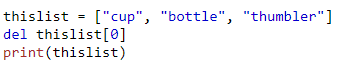 thislist = ["cup", "bottle", "thumbler"]
del thislist[0]
print(thislist)